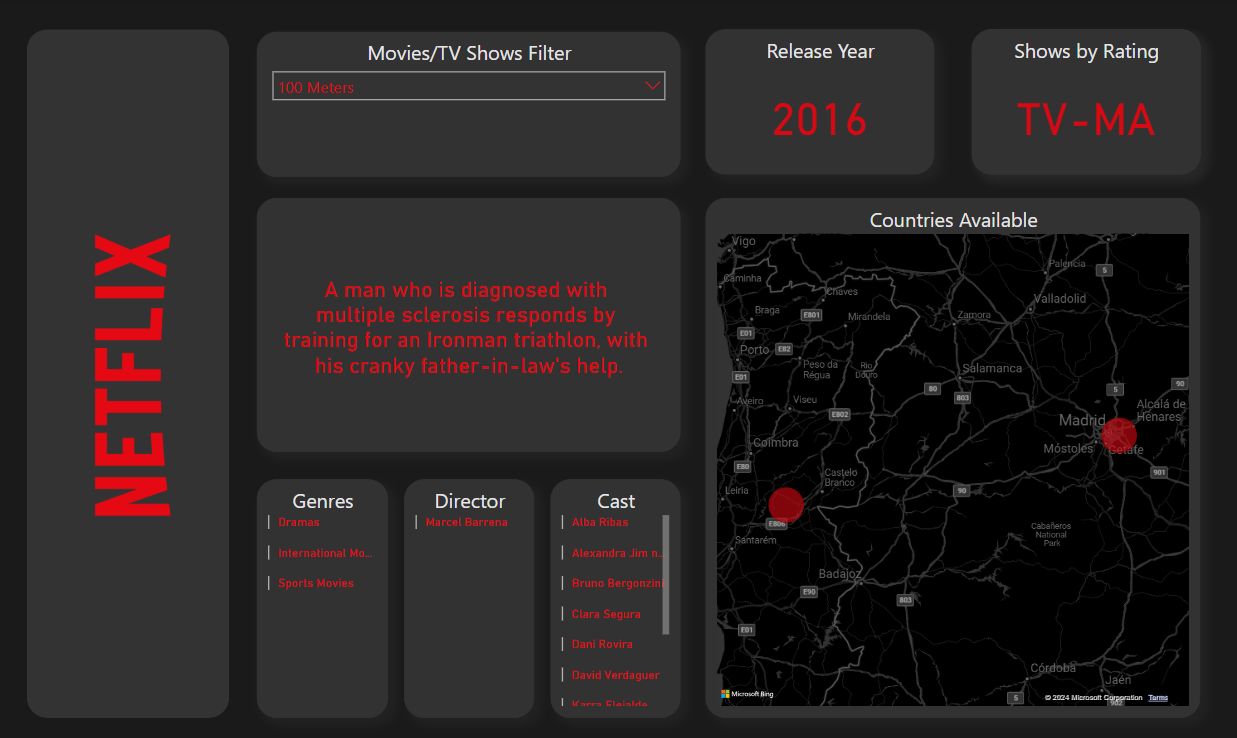 NETFLIX
Movies/TV Shows Filter
100 Meters
Release Year
2016
Shows by Rating
TV-MA
A man who is diagnosed with
multiple sclerosis responds by
training for an Ironman triathlon, with
his cranky father-in-law's help.
Genres
Dramas
International Mo...
Sports Movies
Director
Marcel Barrena
Cast
Alba Ribas
Alexandra Jim n...
Bruno Bergonzini
Clara Segura
Dani Rovira
David Verdaguer
Karra Elejalde
Countries Available
Vigo
Palencia
5
Caminha
Chaves
Valladolid
Braga
E801
Mirandela
Zamora
E01
Porto
E82
Peso da
Régua
Rio
Douro
Salamanca
E01
80
5
90
803
Aveiro
Viseu
E802
Alcalá de
Henares
Madrid
Coimbra
Móstoles
Getafe
E80
Castelo
Branco
901
Leiria
90
E806
Santarém
Cabañeros
National
Park
Badajoz
E90
803
E01
Córdoba
Jaén
5
902
Microsoft Bing
© 2024 Microsoft Corporation
Terms